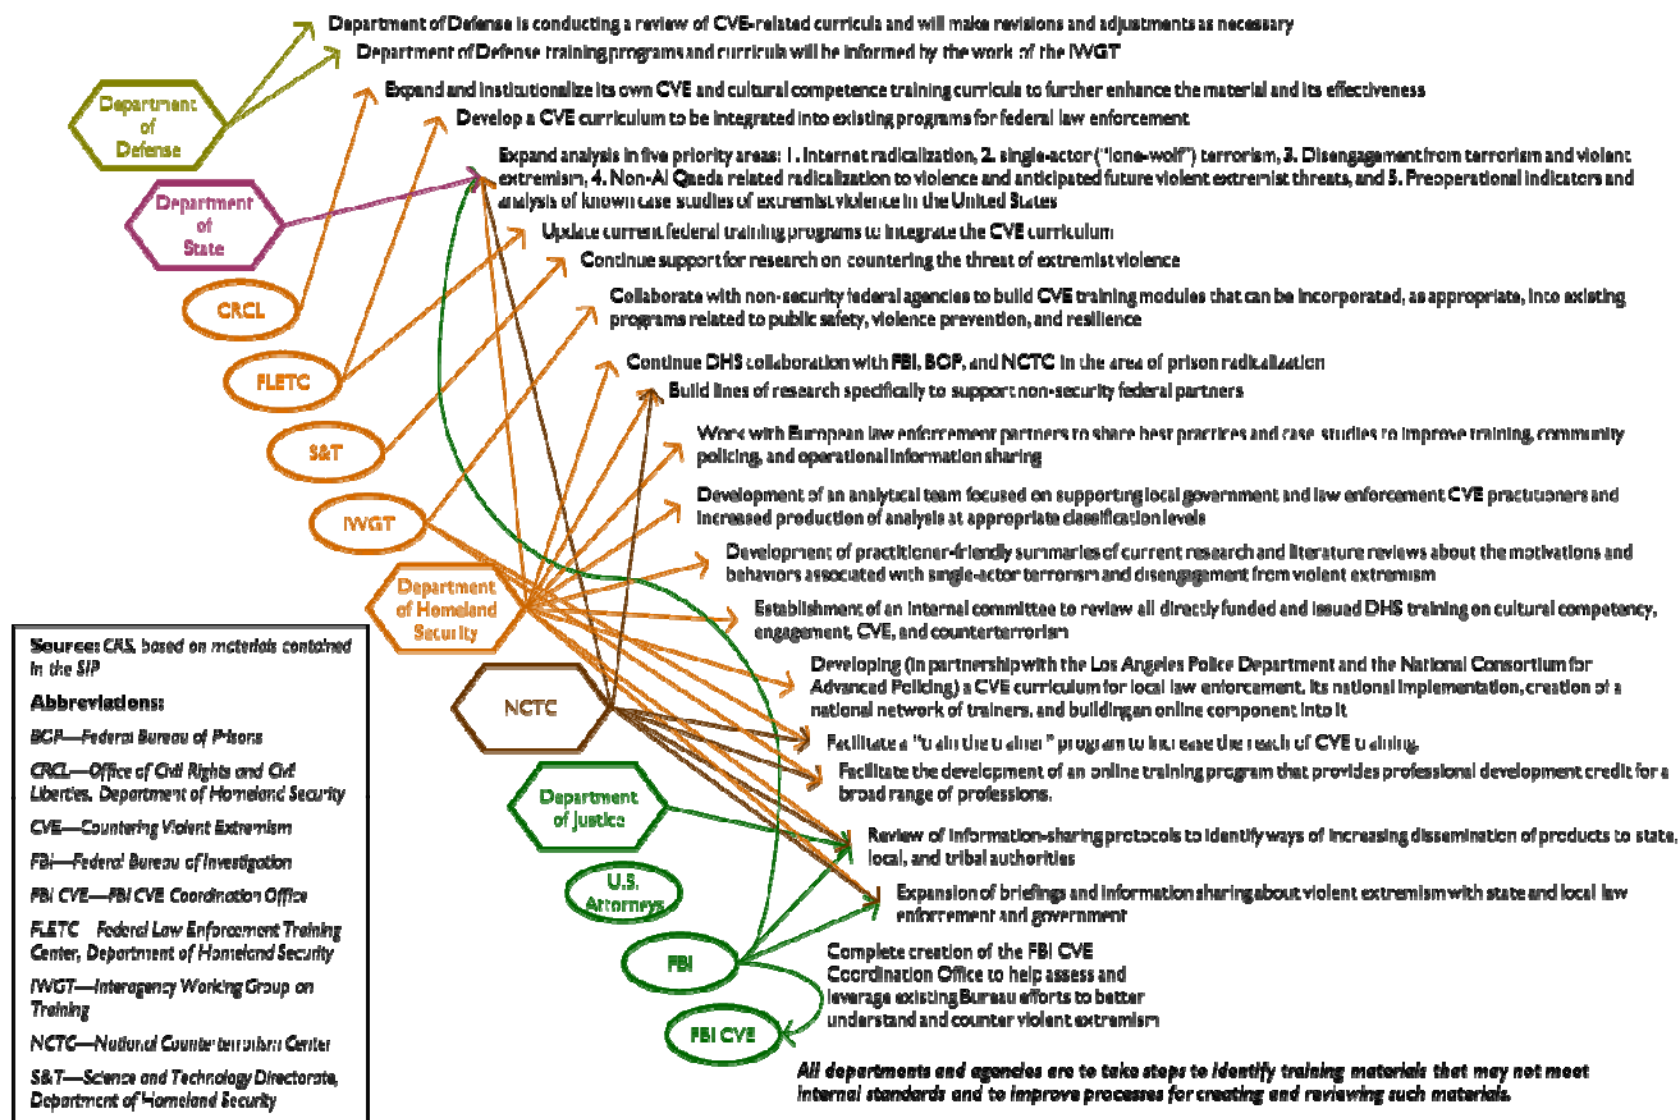 Department of Defense is conducting a review of CVE-related curricula and will make revisions and adjustments as necessary
Department of Defense training programs and curricula will be informed by the work of the IWGT
Department
of
Defense
Expand and institutionalize its own CVE and cultural competence training curricula to further enhance the material and its effectiveness
Develop a CVE curriculum to be integrated into existing programs for federal law enforcement
Expand analysis in five priority areas: 1. Internet radicalization, 2. single-actor ("lone-wolf") terrorism, 3. Disengagement from terrorism and violent
extremism, 4. Non-Al Qaeda related radicalization to violence and anticipated future violent extremist threats, and 5. Preoperational indicators and
analysis of known case studies of extremist violence in the United States
Department
of
State
Update current federal training programs to integrate the CVE curriculum
Continue support for research on countering the threat of extremist violence
CRCL
Collaborate with non-security federal agencies to build CVE training modules that can be incorporated, as appropriate, into existing
programs related to public safety, violence prevention, and resilience
FLETC
Continue DHS collaboration with FBI, BOP, and NCTC in the area of prison radicalization
Build lines of research specifically to support non-security federal partners
S&T
Work with European law enforcement partners to share best practices and case studies to improve training, community
policing, and operational information sharing
IWGT
Development of an analytical team focused on supporting local government and law enforcement CVE practitioners and
increased production of analysis at appropriate classification levels
Development of practitioner-friendly summaries of current research and literature reviews about the motivations and
behaviors associated with single-actor terrorism and disengagement from violent extremism
Department
of Homeland
Security
Establishment of an internal committee to review all directly funded and issued DHS training on cultural competency,
engagement, CVE, and counterterrorism
Developing (in partnership with the Los Angeles Police Department and the National Consortium for
Advanced Policing) a CVE curriculum for local law enforcement, its national implementation, creation of a
national network of trainers, and building an online component into it
NCTC
Facilitate a "train the trainer" program to increase the reach of CVE training.
Facilitate the development of an online training program that provides professional development credit for a
broad range of professions.
Department
of Justice
Review of information-sharing protocols to identify ways of increasing dissemination of products to state,
local, and tribal authorities
U.S.
Attorneys
Expansion of briefings and information sharing about violent extremism with state and local law
enforcement and government
FBI
Complete creation of the FBI CVE
Coordination Office to help assess and
leverage existing Bureau efforts to better
understand and counter violent extremism
FBI CVE
All departments and agencies are to take steps to identify training materials that may not meet
internal standards and to improve processes for creating and reviewing such materials.
Source: CRS, based on materials contained
in the SIP
Abbreviations:
BOP—Federal Bureau of Prisons
CRCL—Office of Civil Rights and Civil
Liberties, Department of Homeland Security
CVE—Countering Violent Extremism
FBI—Federal Bureau of Investigation
FBI CVE—FBI CVE Coordination Office
FLETC Federal Law Enforcement Training
Center, Department of Homeland Security
IWGT—Interagency Working Group on
Training
NCTC—National Counterterrorism Center
S&T—Science and Technology Directorate,
Department of Homeland Security